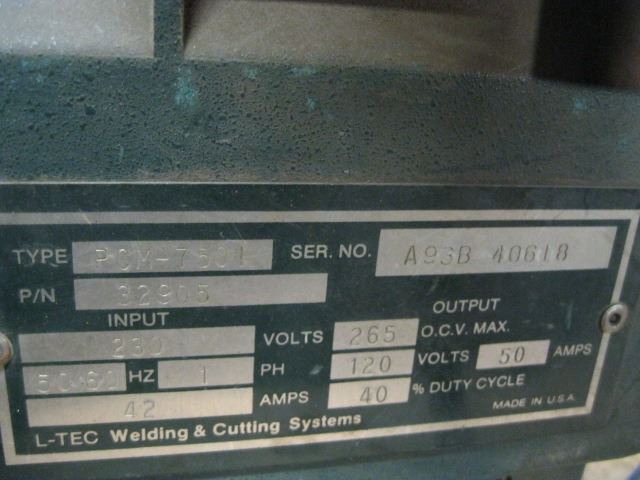 TYPE PCM-750i SER. NO. A93B 40618
P/N 32905
INPUT OUTPUT
230 VOLTS 265 O.C.V. MAX.
50-60 HZ 1 PH 120 VOLTS 50 AMPS
42 AMPS 40 % DUTY CYCLE
L-TEC Welding & Cutting Systems MADE IN U.S.A.